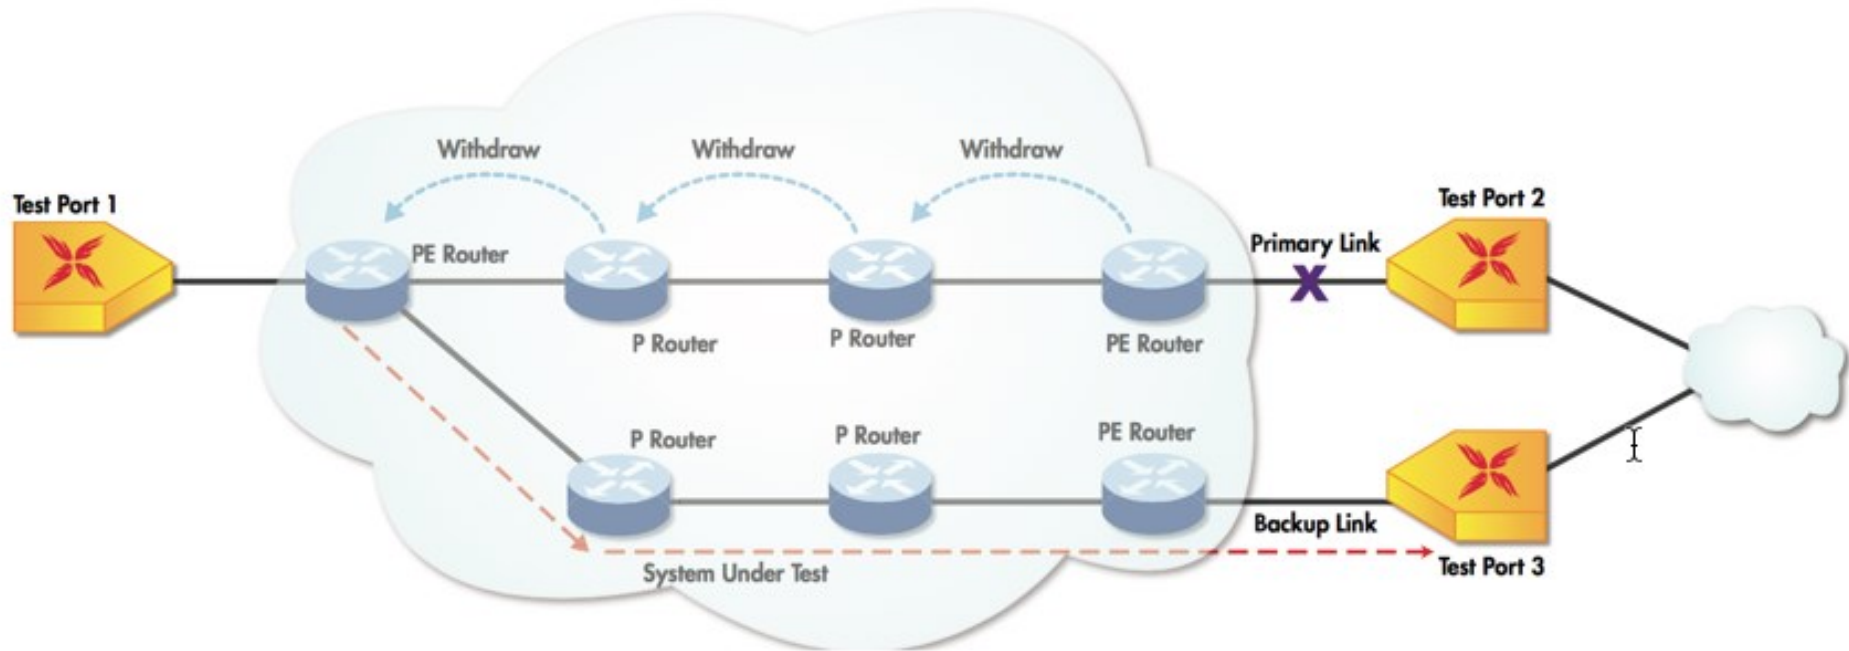 Withdraw
Withdraw
Withdraw
Test Port 1
Test Port 2
PE Router
Primary Link
P Router
P Router
PE Router
P Router
P Router
PE Router
Backup Link
System Under Test
Test Port 3